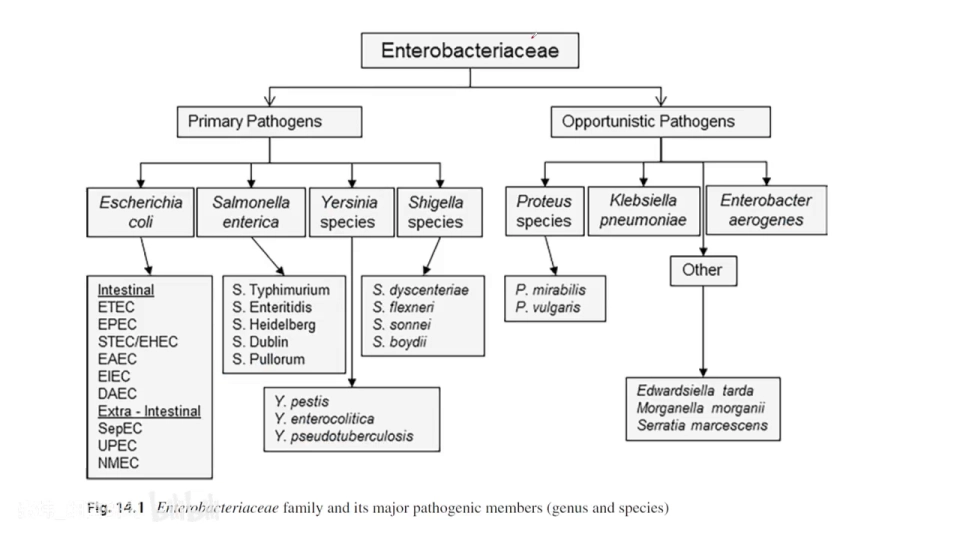 Enterobacteriaceae
Primary Pathogens
Opportunistic Pathogens
Escherichia
coli
Salmonella
enterica
Yersinia
species
Shigella
species
Proteus
species
Klebsiella
pneumoniae
Enterobacter
aerogenes
Other
Intestinal
ETEC
EPEC
STEC/EHEC
EAEC
EIEC
DAEC
Extra - Intestinal
SepEC
UPEC
NMEC
S. Typhimurium
S. Enteritidis
S. Heidelberg
S. Dublin
S. Pullorum
Y. pestis
Y. enterocolitica
Y. pseudotuberculosis
S. dyscenteriae
S. flexneri
S. sonnei
S. boydii
P. mirabilis
P. vulgaris
Edwardsiella tarda
Morganella morganii
Serratia marcescens
Fig. 14.1 Enterobacteriaceae family and its major pathogenic members (genus and species)
bilibili